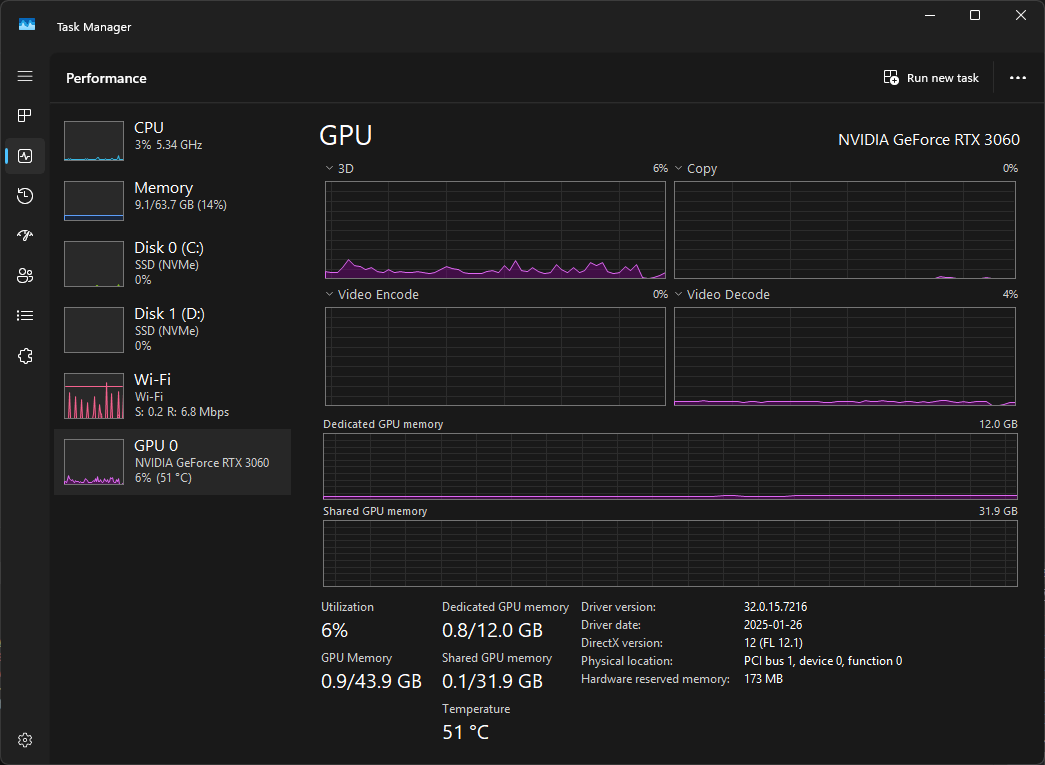 Task Manager
Performance
Run new task
CPU
3% 5.34 GHz
Memory
9.1/63.7 GB (14%)
Disk 0 (C:)
SSD (NVMe)
0%
Disk 1 (D:)
SSD (NVMe)
0%
Wi-Fi
Wi-Fi
S: 0.2 R: 6.8 Mbps
GPU 0
NVIDIA GeForce RTX 3060
6% (51 °C)
GPU
NVIDIA GeForce RTX 3060
3D 6%
Copy 0%
Video Encode 0%
Video Decode 4%
Dedicated GPU memory 12.0 GB
Shared GPU memory 31.9 GB
Utilization
6%
Dedicated GPU memory
0.8/12.0 GB
GPU Memory
0.9/43.9 GB
Shared GPU memory
0.1/31.9 GB
Temperature
51 °C
Driver version: 32.0.15.7216
Driver date: 2025-01-26
DirectX version: 12 (FL 12.1)
Physical location: PCI bus 1, device 0, function 0
Hardware reserved memory: 173 MB